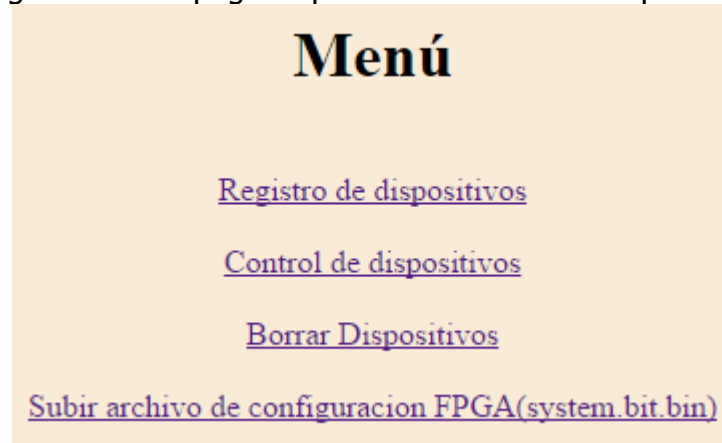 Menú
Registro de dispositivos
Control de dispositivos
Borrar Dispositivos
Subir archivo de configuracion FPGA(system.bit.bin)